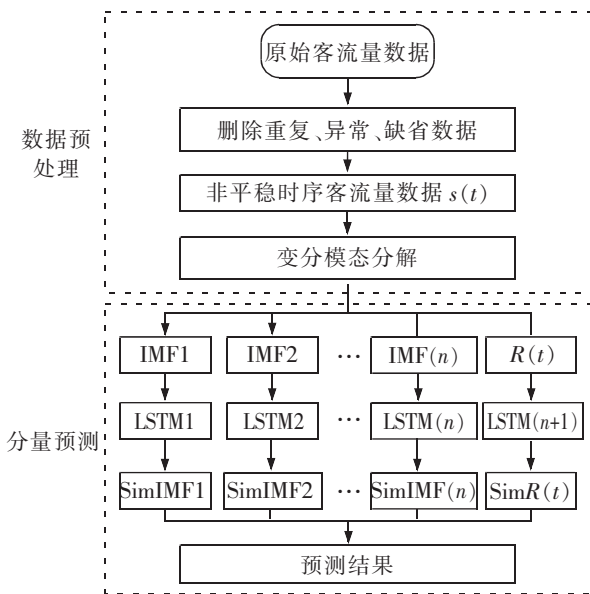 原始客流量数据
删除重复、异常、缺省数据
数据预
处理
非平稳时序客流量数据 s(t)
变分模态分解
IMF1 IMF2 … IMF(n) R(t)
LSTM1 LSTM2 … LSTM(n) LSTM(n+1)
分量预测
SimIMF1 SimIMF2 … SimIMF(n) SimR(t)
预测结果